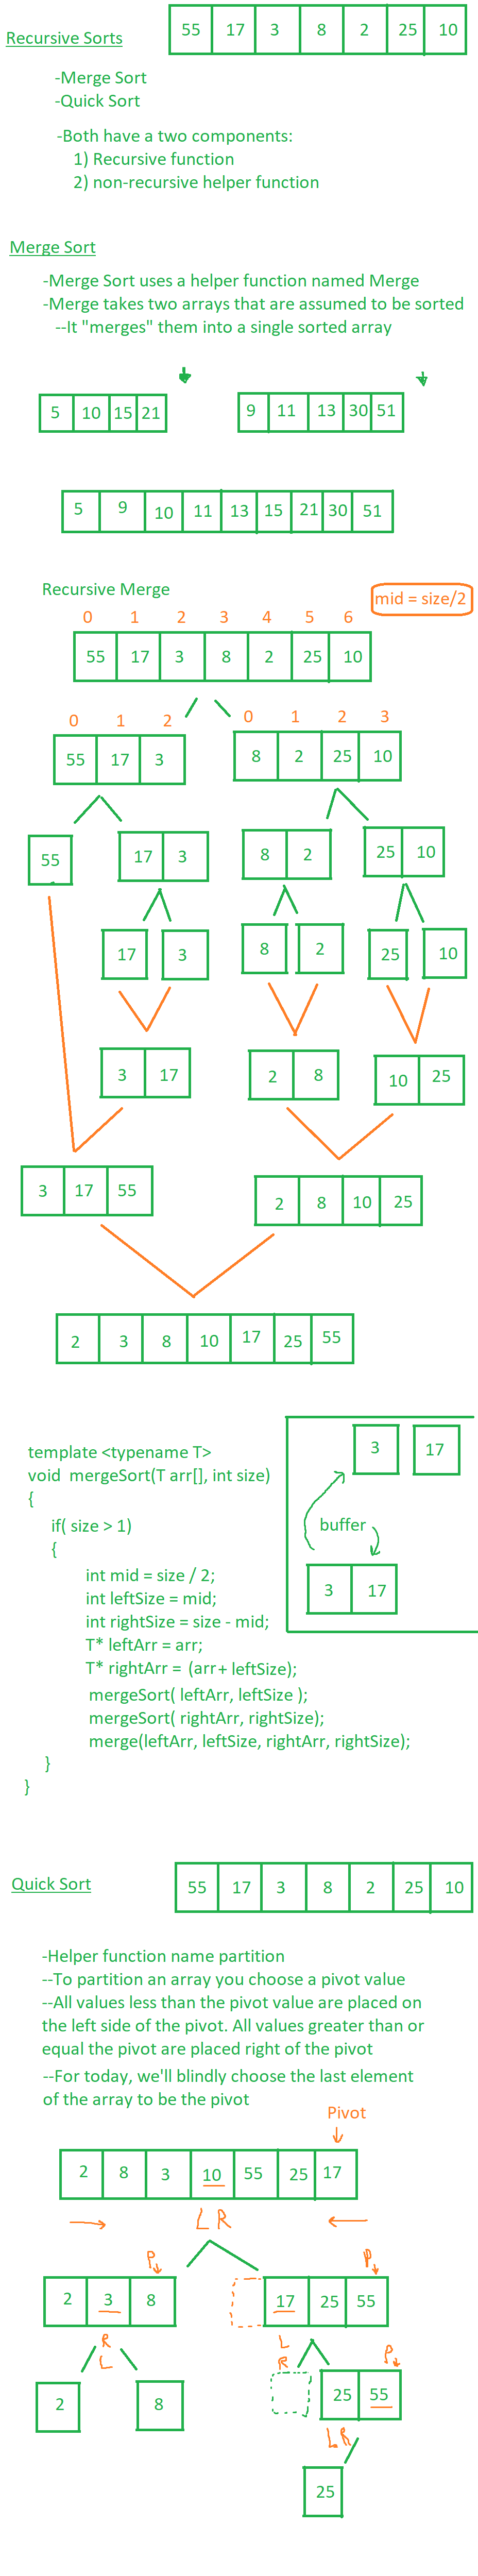 Recursive Sorts
55 17 3 8 2 25 10
-Merge Sort
-Quick Sort
-Both have a two components:
1) Recursive function
2) non-recursive helper function
Merge Sort
-Merge Sort uses a helper function named Merge
-Merge takes two arrays that are assumed to be sorted
--It "merges" them into a single sorted array
5 10 15 21
9 11 13 30 51
5 9 10 11 13 15 21 30 51
Recursive Merge
mid = size/2
0 1 2 3 4 5 6
55 17 3 8 2 25 10
0 1 2
0 1 2 3
55 17 3
8 2 25 10
55
17 3
8 2
25 10
17
3
8
2
25
10
3 17
2 8
10 25
3 17 55
2 8 10 25
2 3 8 10 17 25 55
template <typename T>
void mergeSort(T arr[], int size)
{
if( size > 1)
{
int mid = size / 2;
int leftSize = mid;
int rightSize = size - mid;
T* leftArr = arr;
T* rightArr = (arr+ leftSize);
mergeSort( leftArr, leftSize );
mergeSort( rightArr, rightSize);
merge(leftArr, leftSize, rightArr, rightSize);
}
}
3
17
buffer
3 17
Quick Sort
55 17 3 8 2 25 10
-Helper function name partition
--To partition an array you choose a pivot value
--All values less than the pivot value are placed on
the left side of the pivot. All values greater than or
equal the pivot are placed right of the pivot
--For today, we'll blindly choose the last element
of the array to be the pivot
Pivot
2 8 3 10 55 25 17
L R
P
P
2 3 8
17 25 55
R
L
L
R
P
2
8
25 55
L R
25